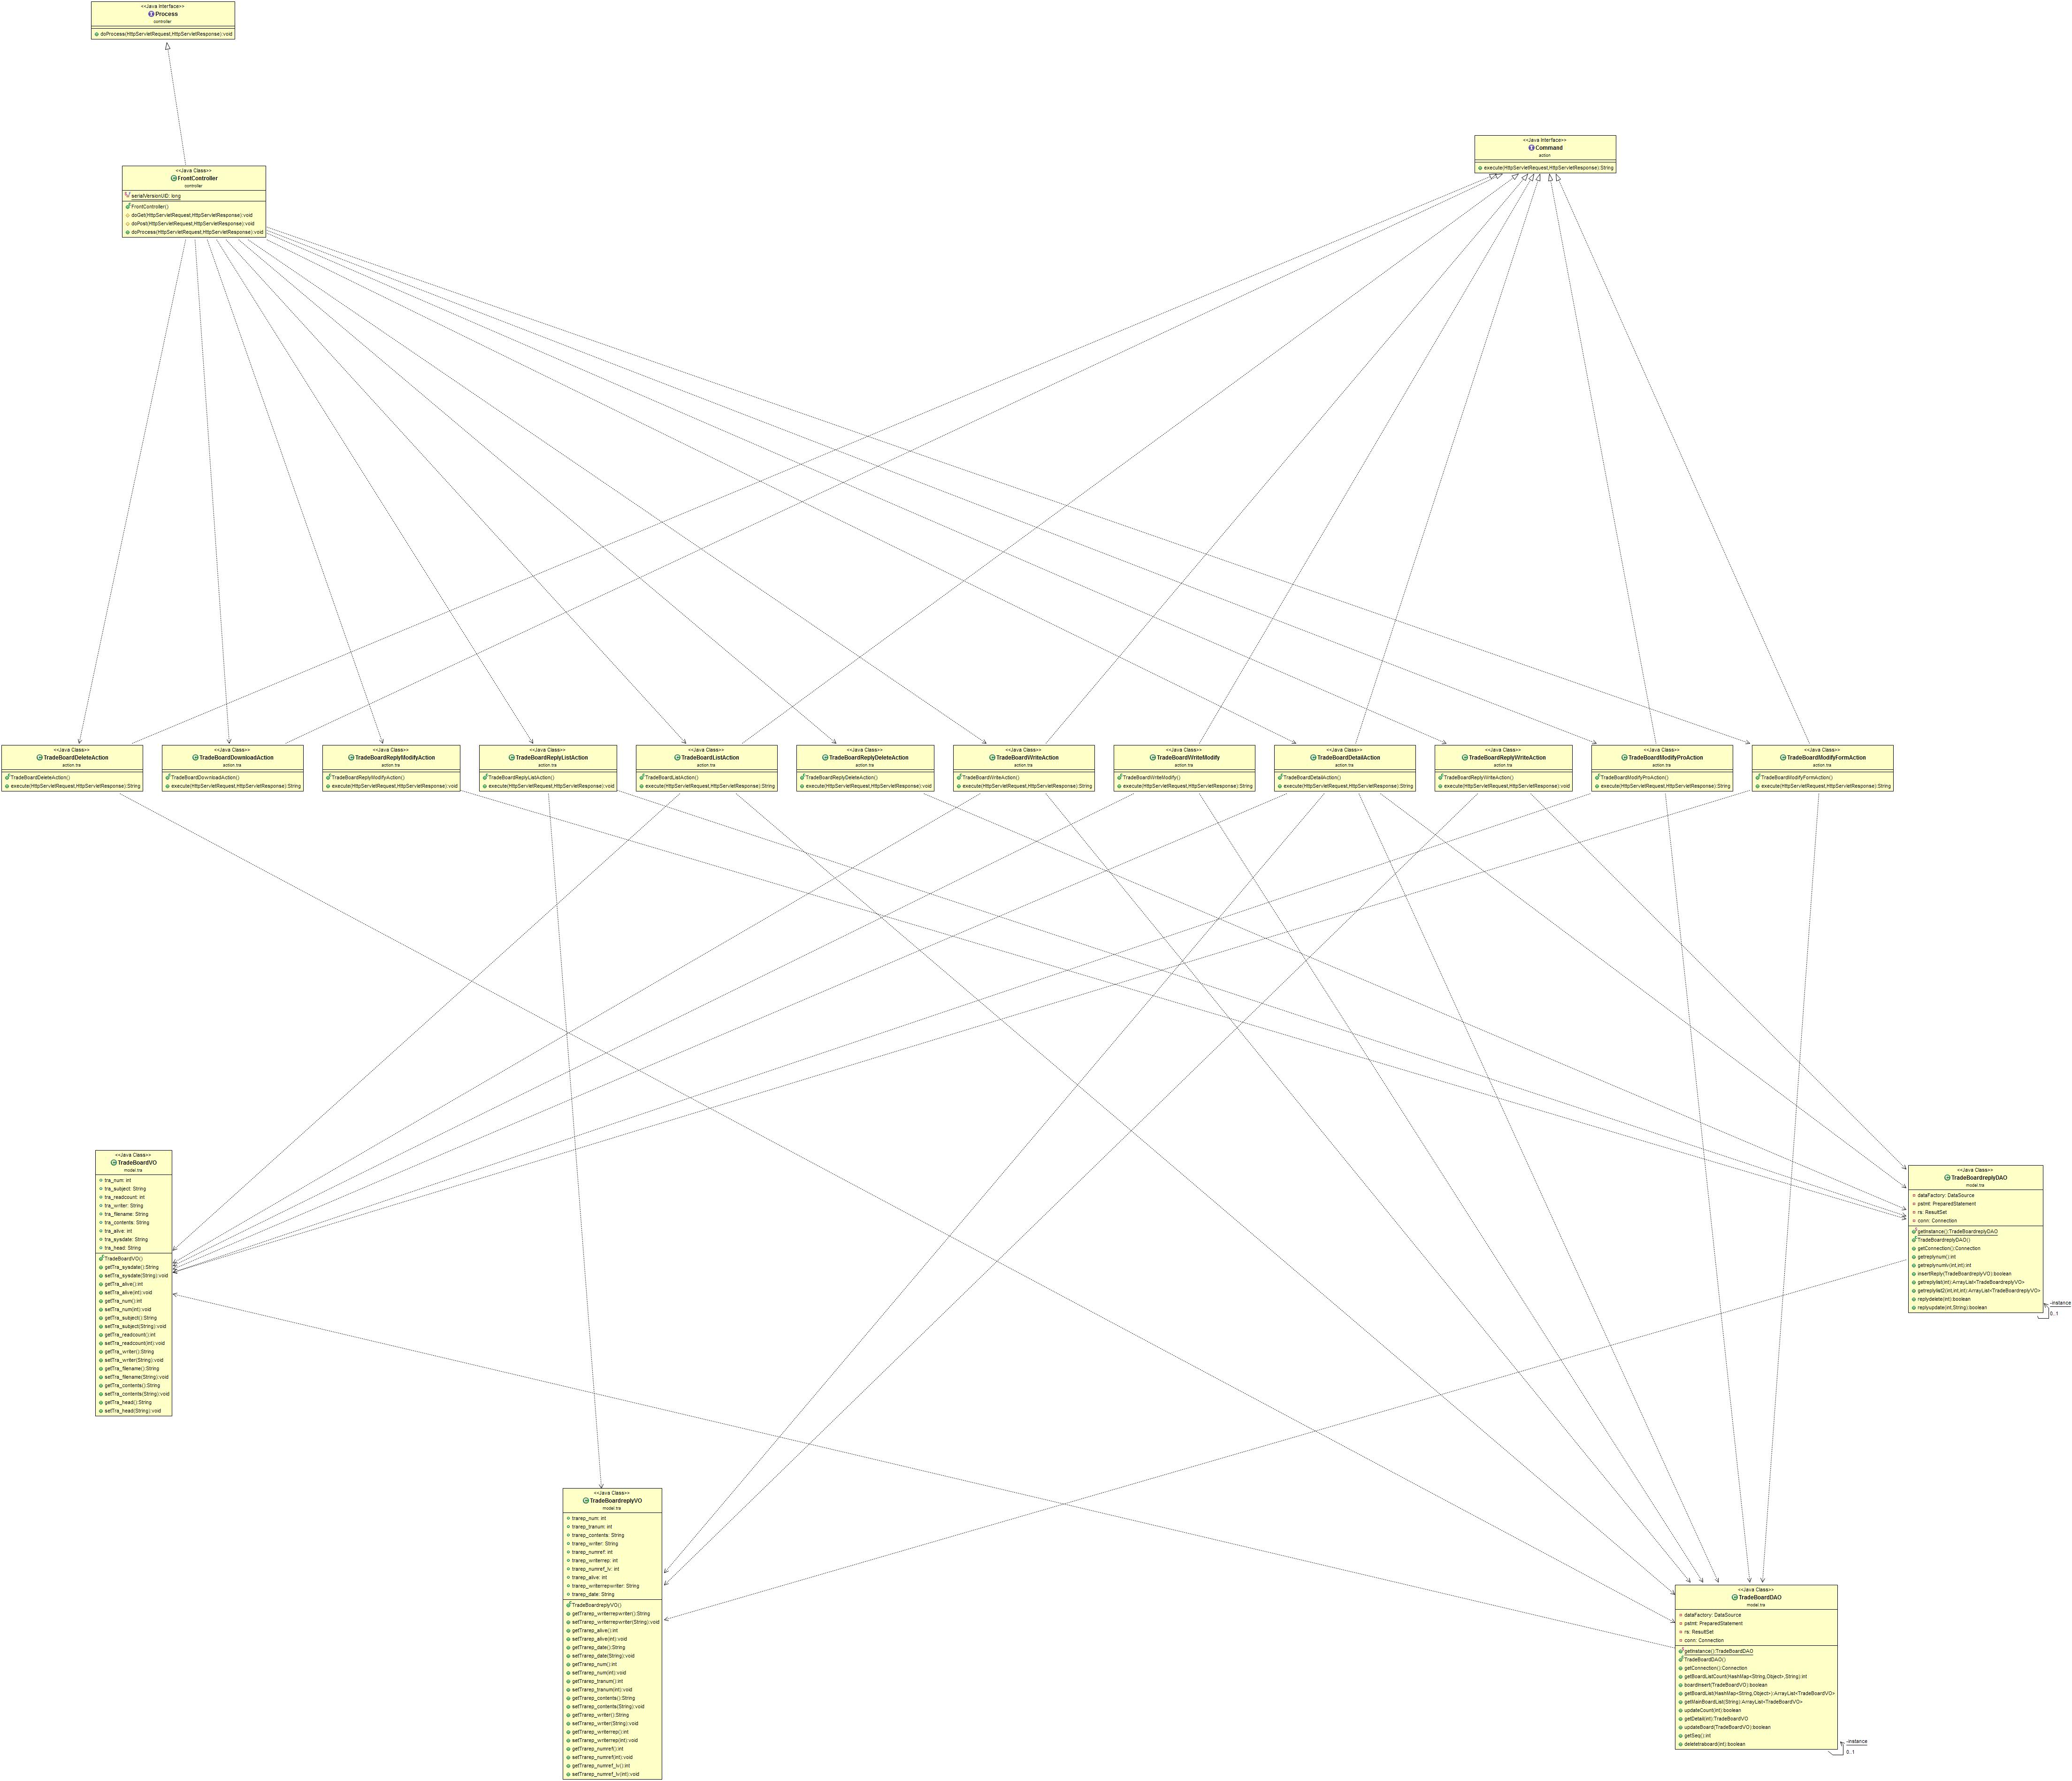 <<Java Interface>>
Process
controller
doProcess(HttpServletRequest,HttpServletResponse):void
<<Java Interface>>
Command
action
execute(HttpServletRequest,HttpServletResponse):String
<<Java Class>>
FrontController
controller
serialVersionUID: long
FrontController()
doGet(HttpServletRequest,HttpServletResponse):void
doPost(HttpServletRequest,HttpServletResponse):void
doProcess(HttpServletRequest,HttpServletResponse):void
<<Java Class>>
TradeBoardDeleteAction
action.tra
TradeBoardDeleteAction()
execute(HttpServletRequest,HttpServletResponse):String
<<Java Class>>
TradeBoardDownloadAction
action.tra
TradeBoardDownloadAction()
execute(HttpServletRequest,HttpServletResponse):String
<<Java Class>>
TradeBoardReplyModifyAction
action.tra
TradeBoardReplyModifyAction()
execute(HttpServletRequest,HttpServletResponse):void
<<Java Class>>
TradeBoardReplyListAction
action.tra
TradeBoardReplyListAction()
execute(HttpServletRequest,HttpServletResponse):void
<<Java Class>>
TradeBoardListAction
action.tra
TradeBoardListAction()
execute(HttpServletRequest,HttpServletResponse):String
<<Java Class>>
TradeBoardReplyDeleteAction
action.tra
TradeBoardReplyDeleteAction()
execute(HttpServletRequest,HttpServletResponse):void
<<Java Class>>
TradeBoardWriteAction
action.tra
TradeBoardWriteAction()
execute(HttpServletRequest,HttpServletResponse):String
<<Java Class>>
TradeBoardWriteModify
action.tra
TradeBoardWriteModify()
execute(HttpServletRequest,HttpServletResponse):String
<<Java Class>>
TradeBoardDetailAction
action.tra
TradeBoardDetailAction()
execute(HttpServletRequest,HttpServletResponse):String
<<Java Class>>
TradeBoardReplyWriteAction
action.tra
TradeBoardReplyWriteAction()
execute(HttpServletRequest,HttpServletResponse):void
<<Java Class>>
TradeBoardModifyProAction
action.tra
TradeBoardModifyProAction()
execute(HttpServletRequest,HttpServletResponse):String
<<Java Class>>
TradeBoardModifyFormAction
action.tra
TradeBoardModifyFormAction()
execute(HttpServletRequest,HttpServletResponse):String
<<Java Class>>
TradeBoardVO
model.tra
tra_num: int
tra_subject: String
tra_readcount: int
tra_writer: String
tra_filename: String
tra_contents: String
tra_alive: int
tra_sysdate: String
tra_head: String
TradeBoardVO()
getTra_sysdate():String
setTra_sysdate(String):void
getTra_alive():int
setTra_alive(int):void
getTra_num():int
setTra_num(int):void
getTra_subject():String
setTra_subject(String):void
getTra_readcount():int
setTra_readcount(int):void
getTra_writer():String
setTra_writer(String):void
getTra_filename():String
setTra_filename(String):void
getTra_contents():String
setTra_contents(String):void
getTra_head():String
setTra_head(String):void
<<Java Class>>
TradeBoardreplyDAO
model.tra
dataFactory: DataSource
pstmt: PreparedStatement
rs: ResultSet
conn: Connection
getInstance():TradeBoardreplyDAO
TradeBoardreplyDAO()
getConnection():Connection
getreplynum():int
getreplynumlv(int,int):int
insertReply(TradeBoardreplyVO):boolean
getreplylist(int):ArrayList<TradeBoardreplyVO>
getreplylist2(int,int,int):ArrayList<TradeBoardreplyVO>
replydelete(int):boolean
replyupdate(int,String):boolean
-instance
0..1
<<Java Class>>
TradeBoardreplyVO
model.tra
trarep_num: int
trarep_tranum: int
trarep_contents: String
trarep_writer: String
trarep_numref: int
trarep_writerrep: int
trarep_numref_lv: int
trarep_alive: int
trarep_writerrepwriter: String
trarep_date: String
TradeBoardreplyVO()
getTrarep_writerrepwriter():String
setTrarep_writerrepwriter(String):void
getTrarep_alive():int
setTrarep_alive(int):void
getTrarep_date():String
setTrarep_date(String):void
getTrarep_num():int
setTrarep_num(int):void
getTrarep_tranum():int
setTrarep_tranum(int):void
getTrarep_contents():String
setTrarep_contents(String):void
getTrarep_writer():String
setTrarep_writer(String):void
getTrarep_writerrep():int
setTrarep_writerrep(int):void
getTrarep_numref():int
setTrarep_numref(int):void
getTrarep_numref_lv():int
setTrarep_numref_lv(int):void
<<Java Class>>
TradeBoardDAO
model.tra
dataFactory: DataSource
pstmt: PreparedStatement
rs: ResultSet
conn: Connection
getInstance():TradeBoardDAO
TradeBoardDAO()
getConnection():Connection
getBoardListCount(HashMap<String,Object>,String):int
boardInsert(TradeBoardVO):boolean
getBoardList(HashMap<String,Object>):ArrayList<TradeBoardVO>
getMainBoardList(String):ArrayList<TradeBoardVO>
updateCount(int):boolean
getDetail(int):TradeBoardVO
updateBoard(TradeBoardVO):boolean
getSeq():int
deletetraboard(int):boolean
-instance
0..1